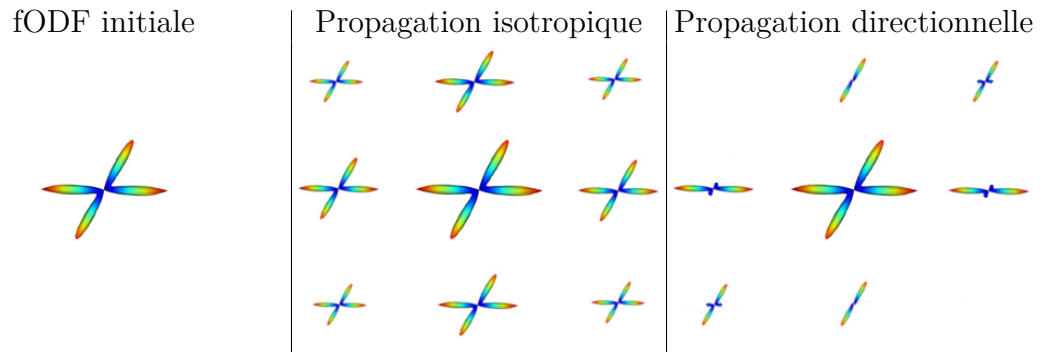 fODF initiale
Propagation isotropique
Propagation directionnelle